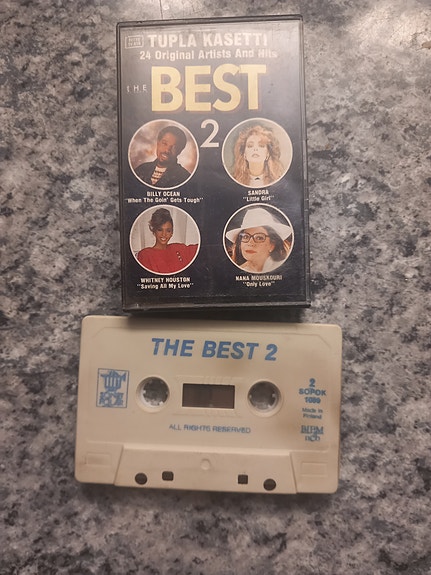 TUPLA KASETTI
24 Original Artists And Hits
THE BEST
2
BILLY OCEAN
"When The Goin' Gets Tough"
SANDRA
"Little Girl"
WHITNEY HOUSTON
"Saving All My Love"
NANA MOUSKOURI
"Only Love"
THE BEST 2
2
Made in
Finland
ALL RIGHTS RESERVED